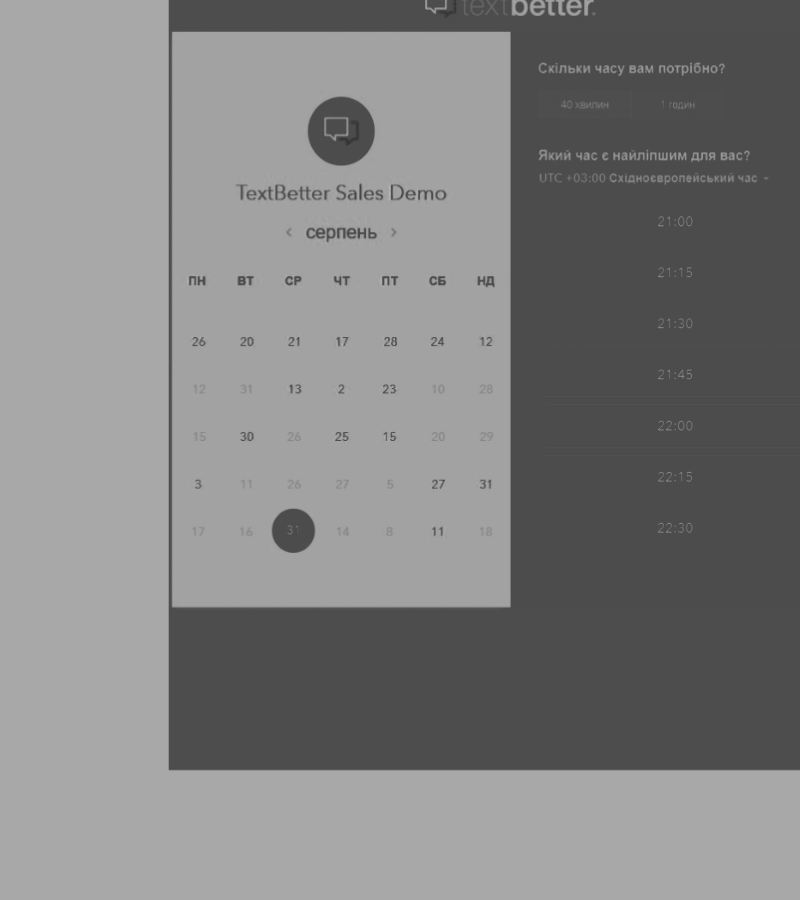 textbetter.
TextBetter Sales Demo
‹ серпень ›
ПН ВТ СР ЧТ ПТ СБ НД
26 20 21 17 28 24 12
12 31 13 2 23 10 28
15 30 26 25 15 20 29
3 11 26 27 5 27 31
17 16 31 14 8 11 18
Скільки часу вам потрібно?
40 хвилин 1 годин
Який час є найліпшим для вас?
UTC +03:00 Східноєвропейський час
21:00
21:15
21:30
21:45
22:00
22:15
22:30